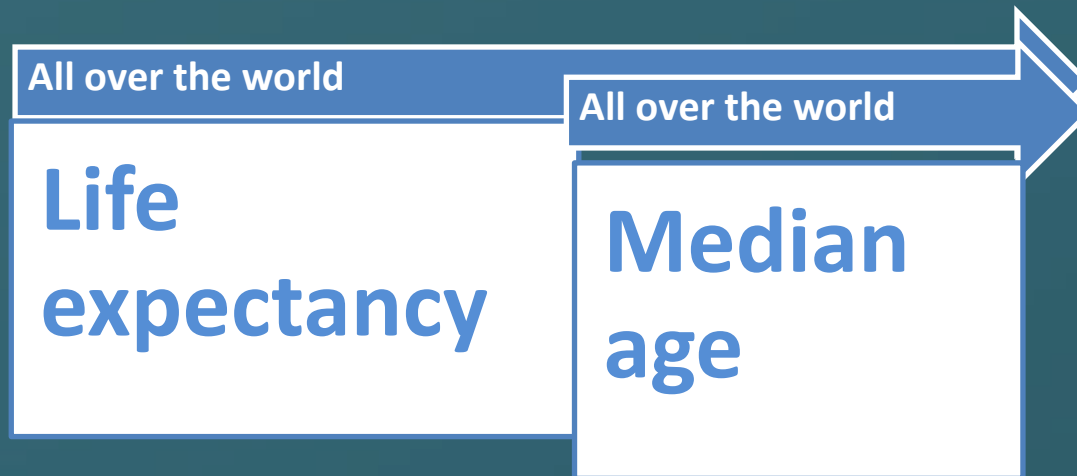 All over the world
Life
expectancy
All over the world
Median
age